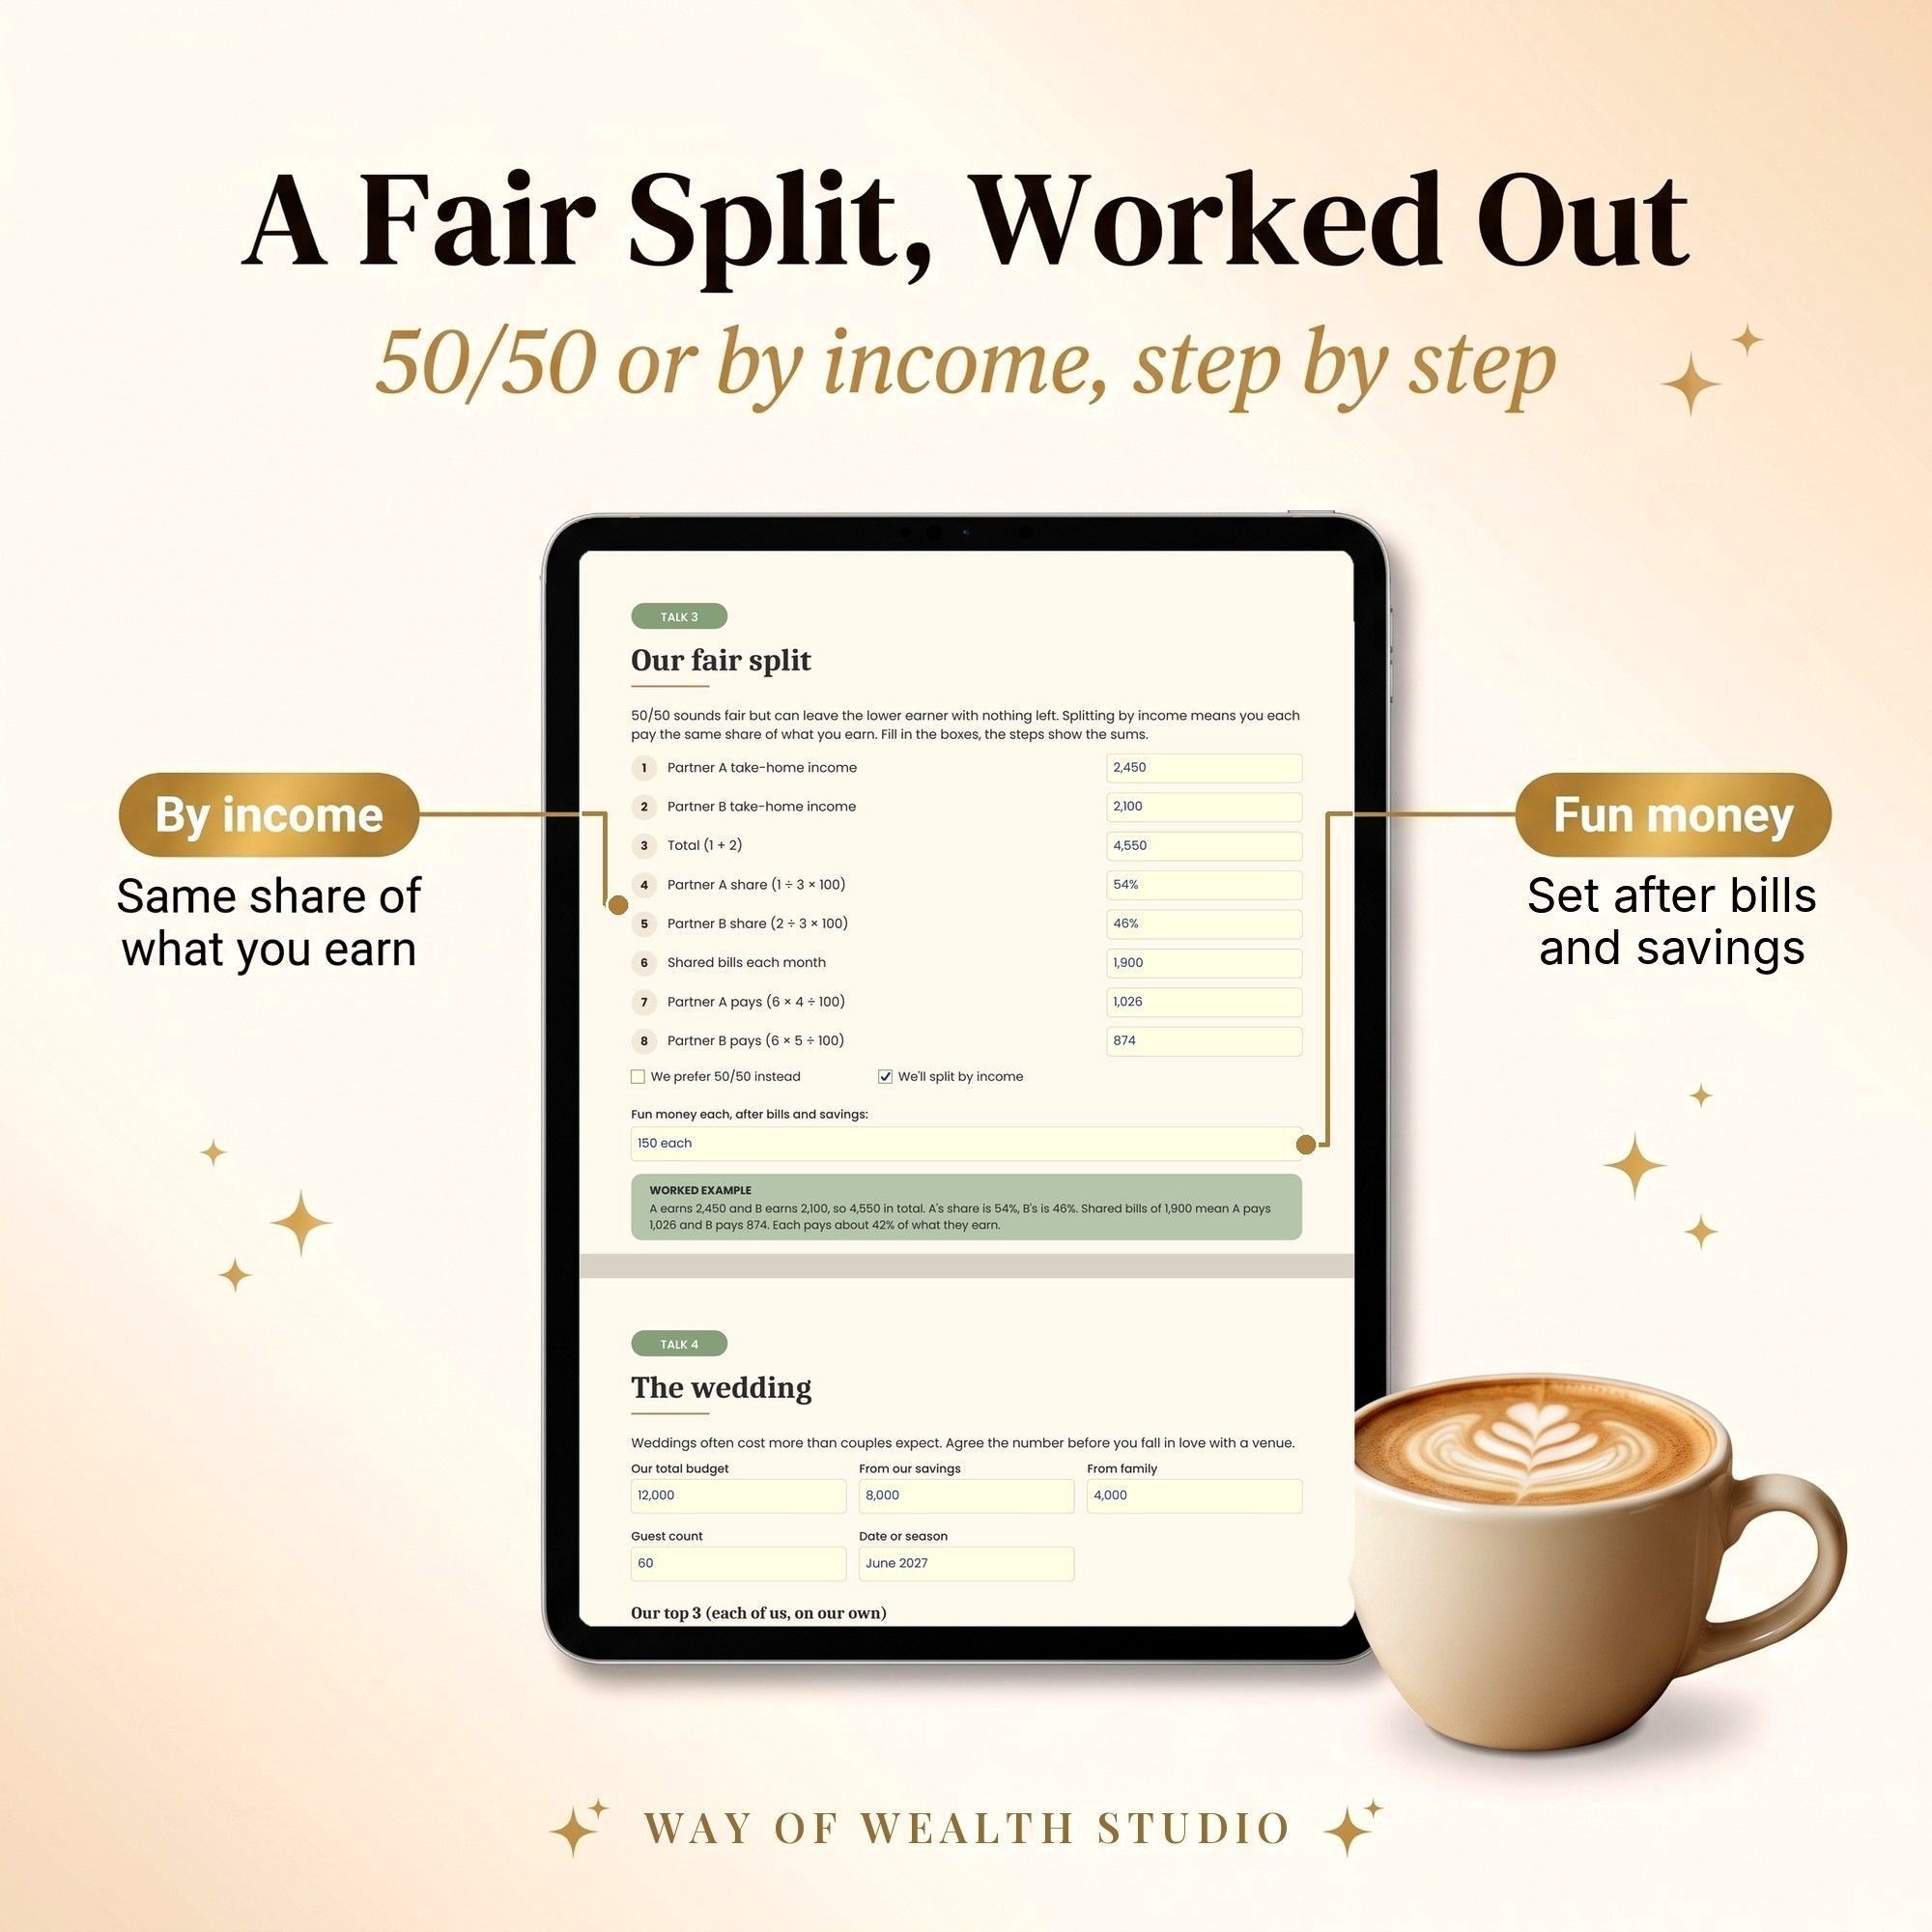 A Fair Split, Worked Out
50/50 or by income, step by step
By income
Same share of
what you earn
Fun money
Set after bills
and savings
TALK 3
Our fair split
50/50 sounds fair but can leave the lower earner with nothing left. Splitting by income means you each
pay the same share of what you earn. Fill in the boxes, the steps show the sums.
1 Partner A take-home income 2,450
2 Partner B take-home income 2,100
3 Total (1 + 2) 4,550
4 Partner A share (1 ÷ 3 × 100) 54%
5 Partner B share (2 ÷ 3 × 100) 46%
6 Shared bills each month 1,900
7 Partner A pays (6 × 4 ÷ 100) 1,026
8 Partner B pays (6 × 5 ÷ 100) 874
We prefer 50/50 instead We'll split by income
Fun money each, after bills and savings:
150 each
WORKED EXAMPLE
A earns 2,450 and B earns 2,100, so 4,550 in total. A's share is 54%, B's is 46%. Shared bills of 1,900 mean A pays
1,026 and B pays 874. Each pays about 42% of what they earn.
TALK 4
The wedding
Weddings often cost more than couples expect. Agree the number before you fall in love with a venue.
Our total budget From our savings From family
12,000 8,000 4,000
Guest count Date or season
60 June 2027
Our top 3 (each of us, on our own)
WAY OF WEALTH STUDIO